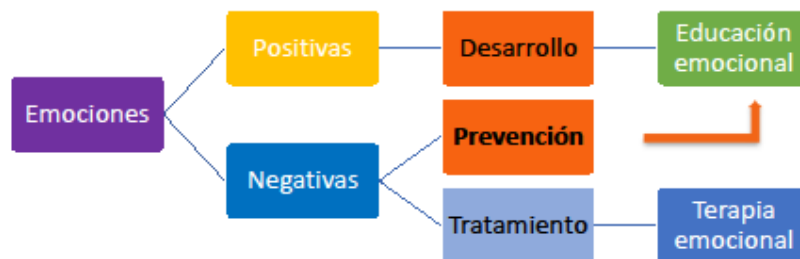 Emociones
Positivas
Desarrollo
Educación
emocional
Negativas
Prevención
Tratamiento
Terapia
emocional